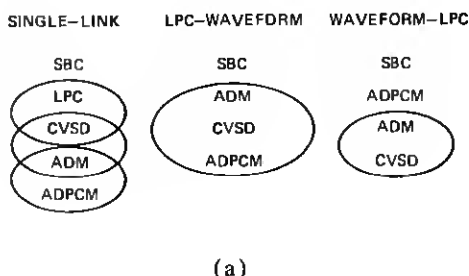 SINGLE-LINK LPC-WAVEFORM WAVEFORM-LPC
SBC SBC SBC
LPC ADM ADPCM
CVSD CVSD ADM
ADM ADPCM CVSD
ADPCM
(a)